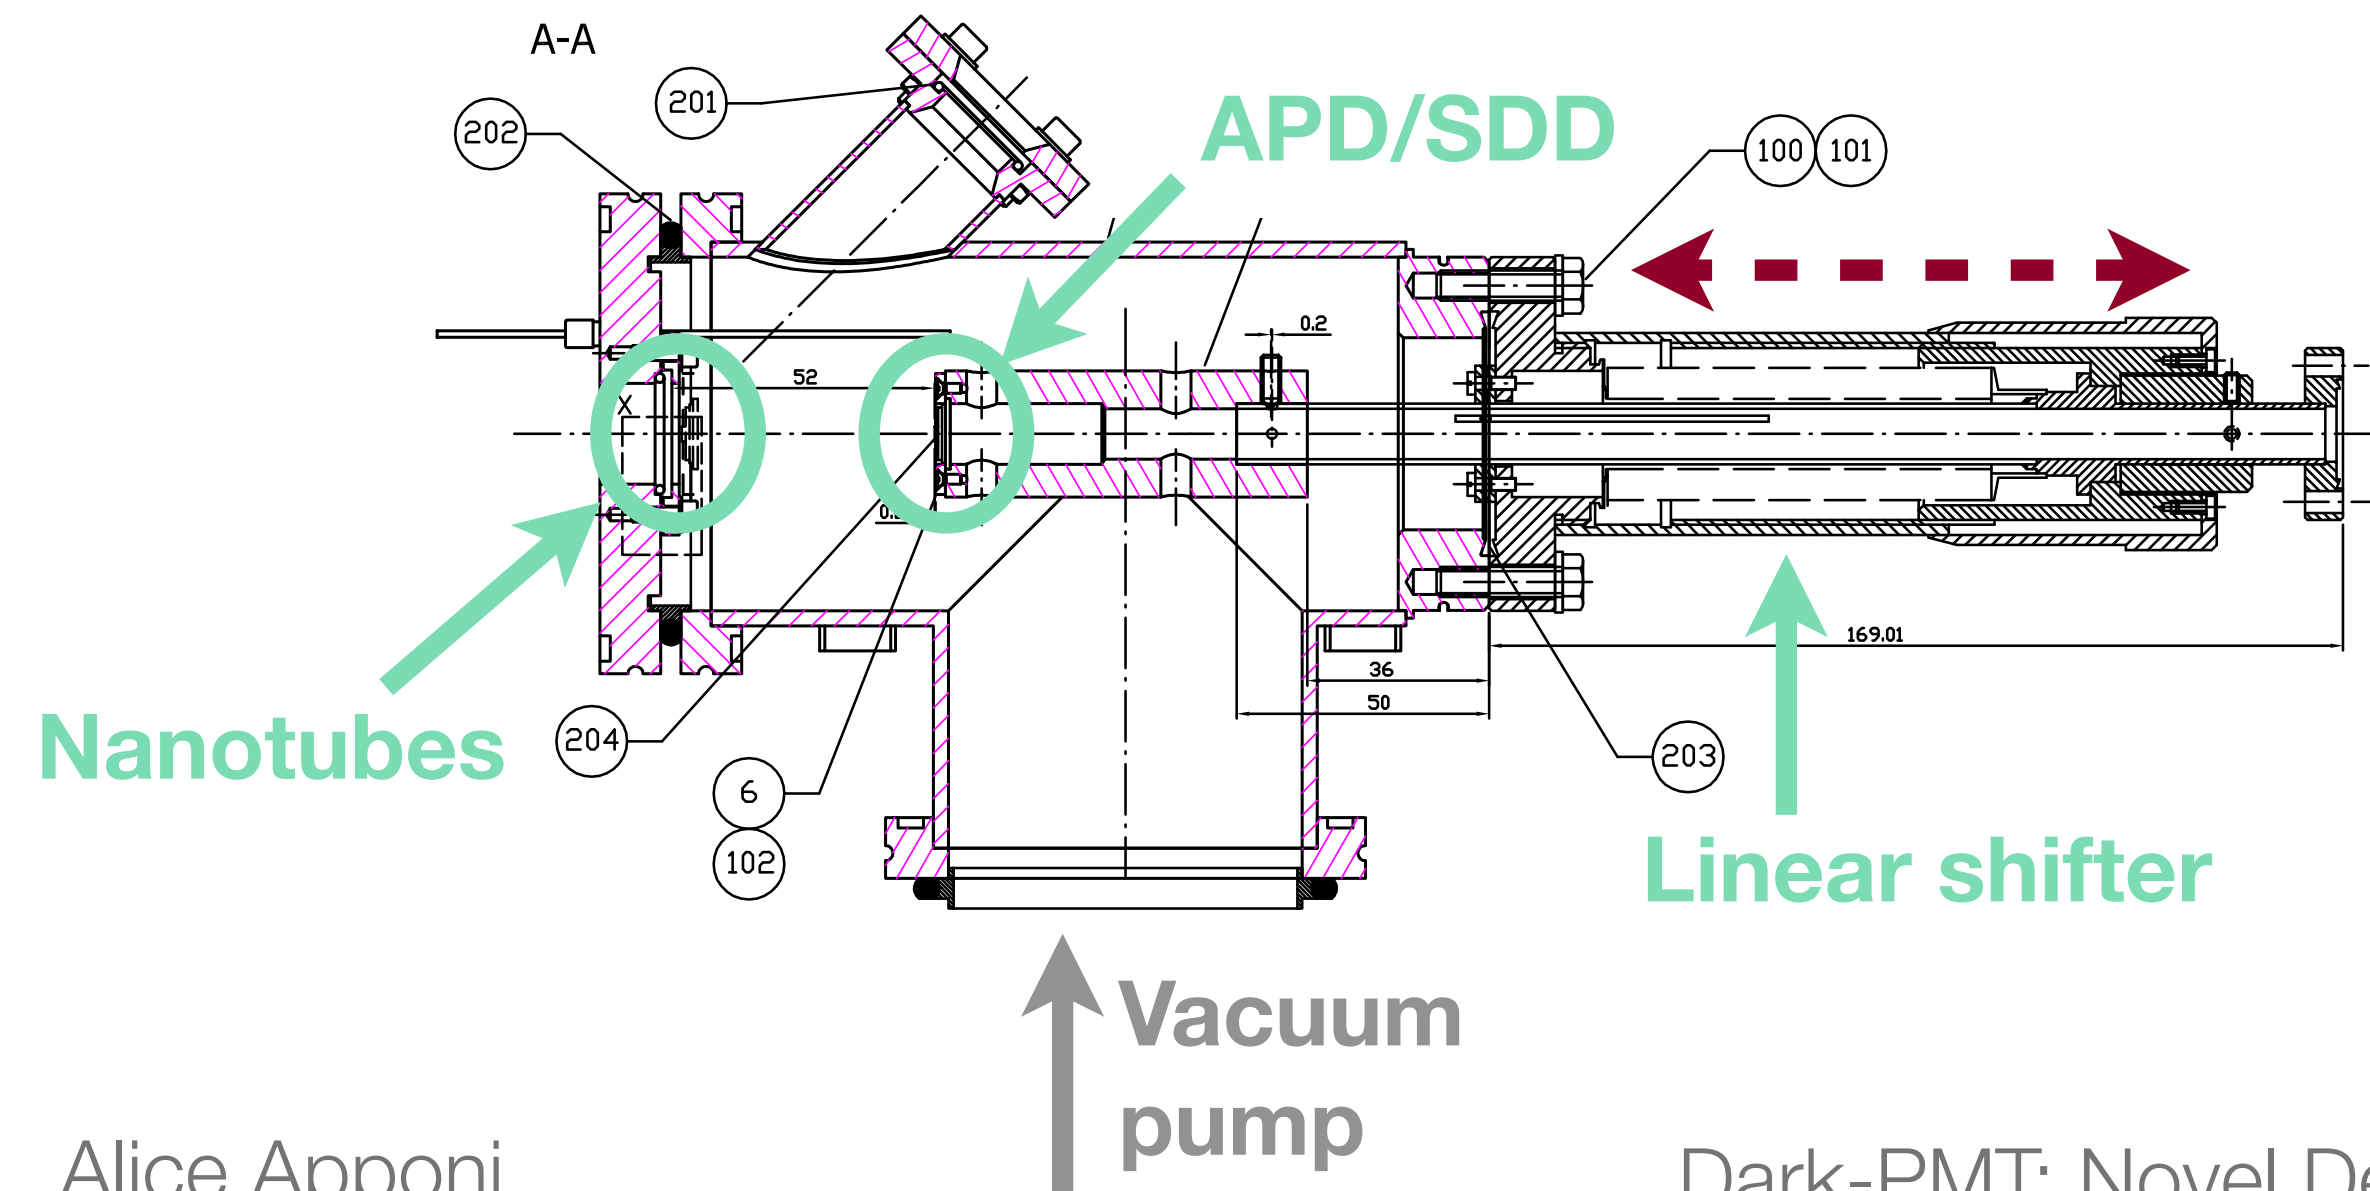 A-A
201
202
APD/SDD
100
101
0.2
52
X
169.01
36
50
Nanotubes
204
203
6
102
Linear shifter
Vacuum
pump
Alice Apponi
Dark-PMT: Novel De